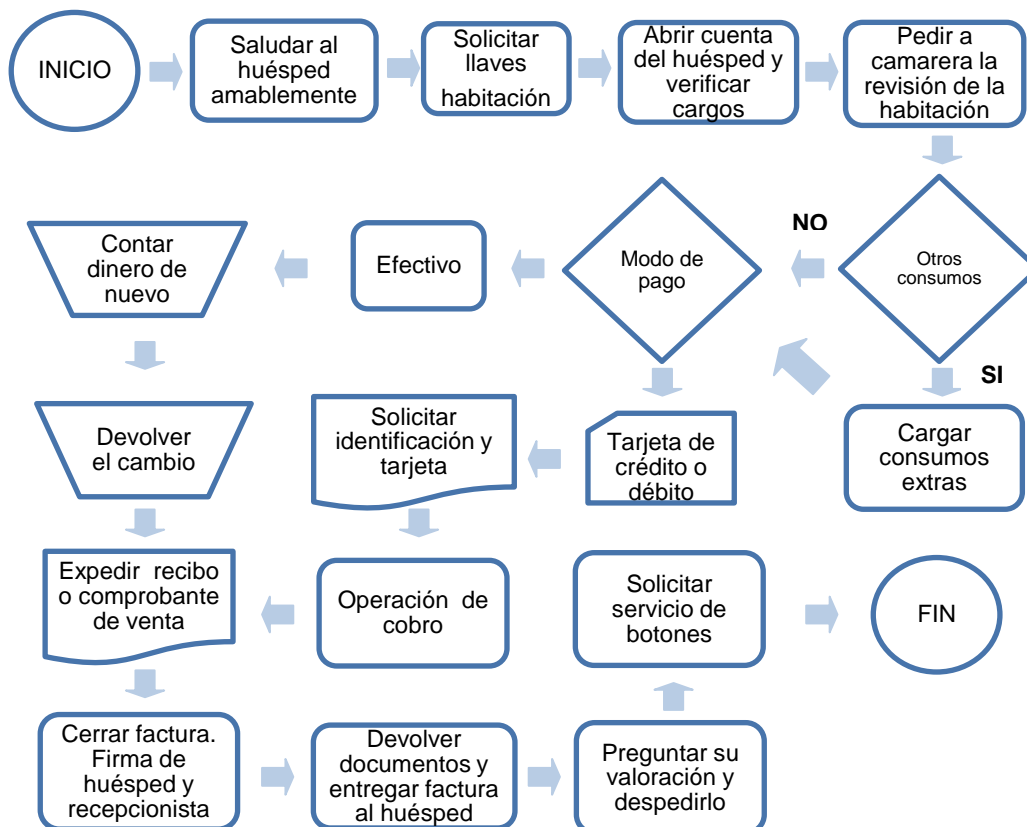 INICIO
Saludar al
huésped
amablemente
Solicitar
llaves
habitación
Abrir cuenta
del huésped y
verificar
cargos
Pedir a
camarera la
revisión de la
habitación
Contar
dinero de
nuevo
Efectivo
Modo de
pago
NO
Otros
consumos
SI
Devolver
el cambio
Solicitar
identificación y
tarjeta
Tarjeta de
crédito o
débito
Cargar
consumos
extras
Expedir recibo
o comprobante
de venta
Operación de
cobro
Solicitar
servicio de
botones
FIN
Cerrar factura.
Firma de
huésped y
recepcionista
Devolver
documentos y
entregar factura
al huésped
Preguntar su
valoración y
despedirlo